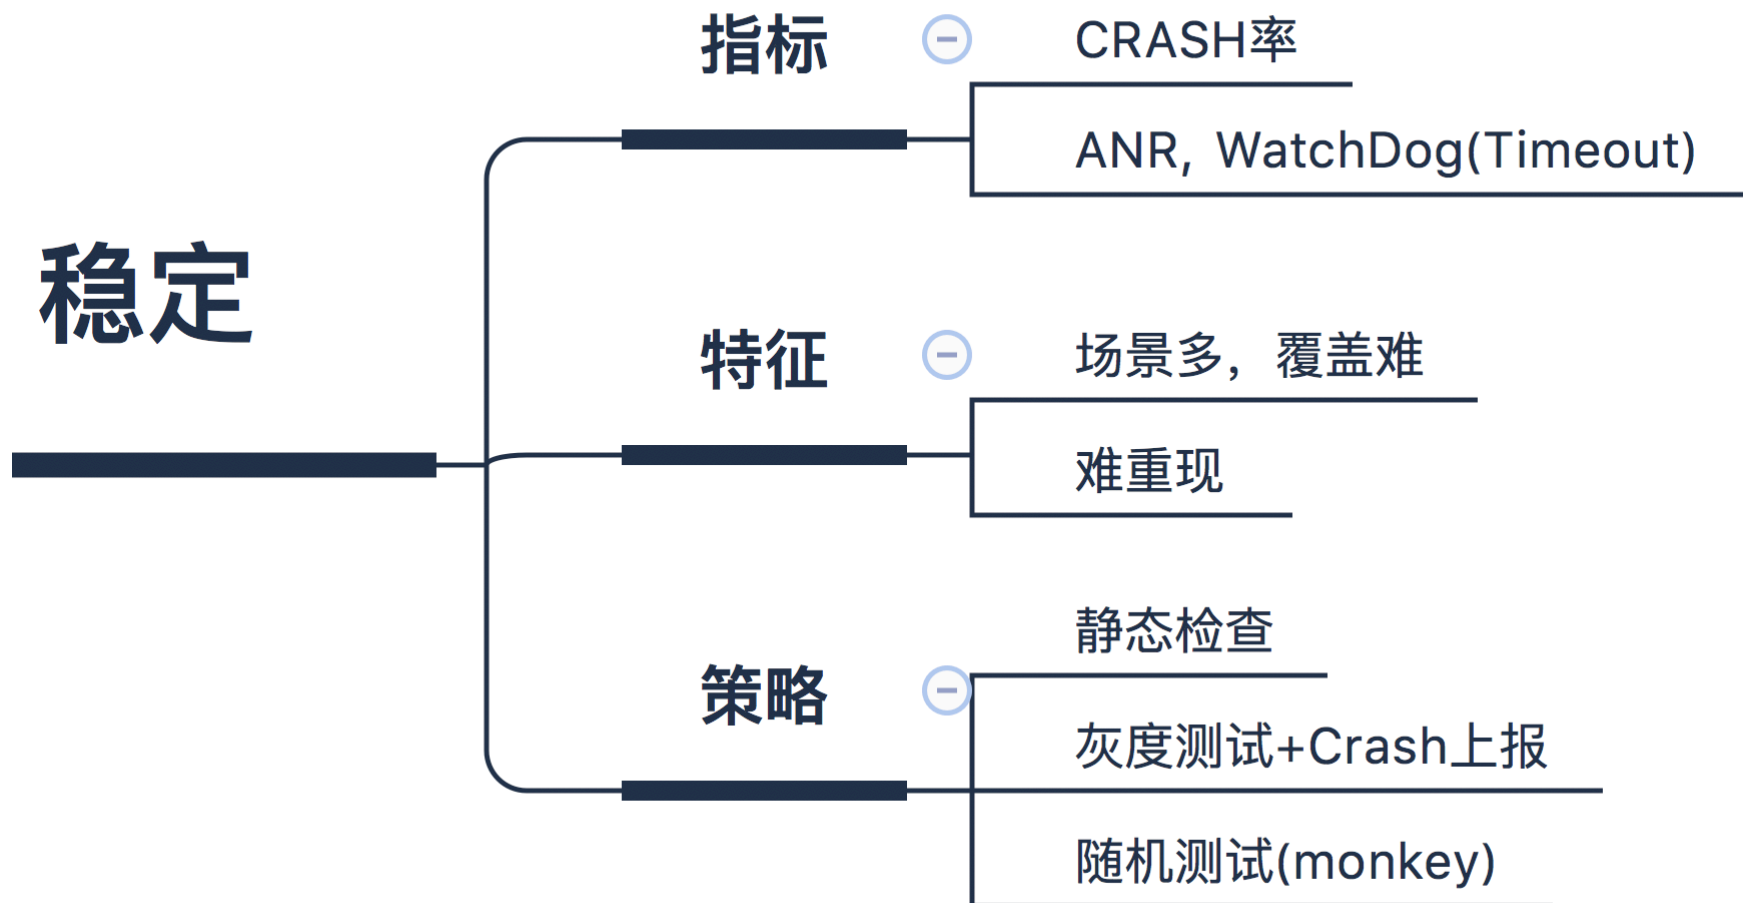 稳定
指标
CRASH率
ANR, WatchDog(Timeout)
特征
场景多，覆盖难
难重现
策略
静态检查
灰度测试+Crash上报
随机测试(monkey)